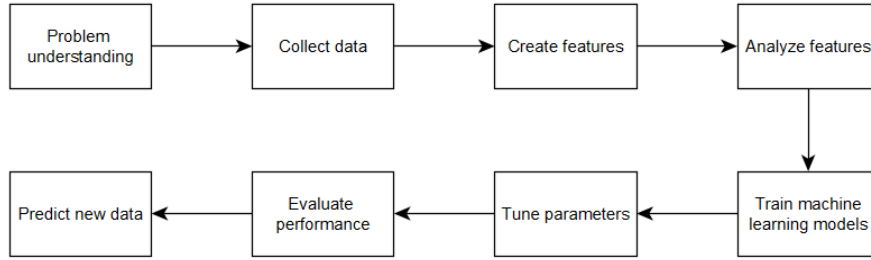 Problem
understanding
Collect data
Create features
Analyze features
Train machine
learning models
Tune parameters
Evaluate
performance
Predict new data